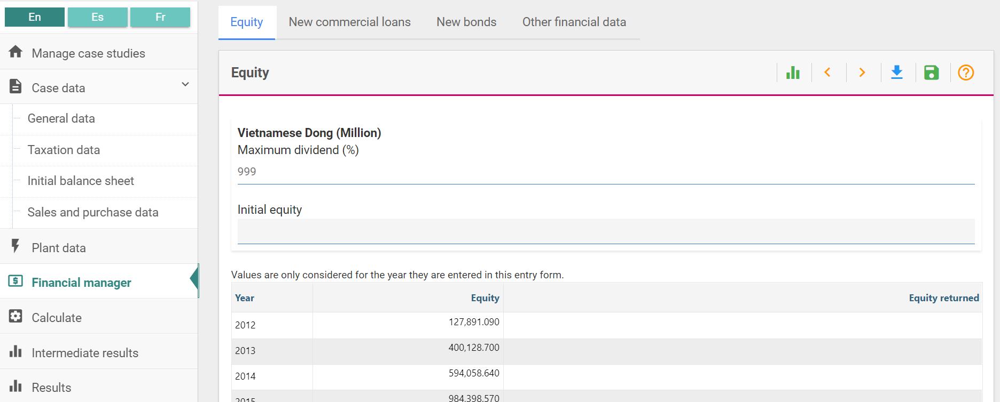 En Es Fr
Manage case studies
Case data
General data
Taxation data
Initial balance sheet
Sales and purchase data
Plant data
Financial manager
Calculate
Intermediate results
Results
Equity New commercial loans New bonds Other financial data
Equity
Vietnamese Dong (Million)
Maximum dividend (%)
999
Initial equity
Values are only considered for the year they are entered in this entry form.
Year Equity Equity returned
2012 127,891.090
2013 400,128.700
2014 594,058.640
2015 984,398.570